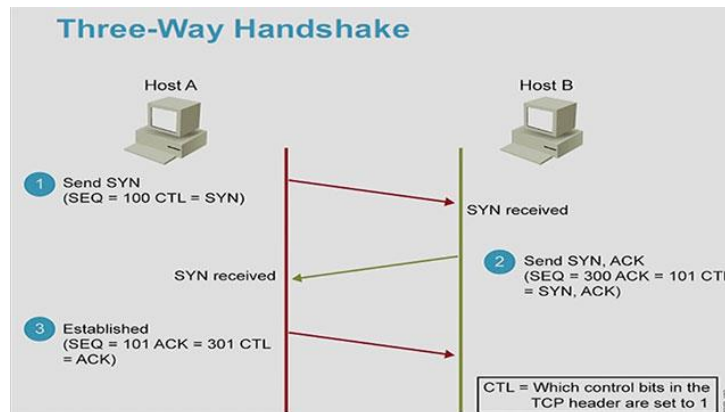 Three-Way Handshake
Host A
Host B
1 Send SYN
(SEQ = 100 CTL = SYN)
SYN received
SYN received
2 Send SYN, ACK
(SEQ = 300 ACK = 101 CTL
= SYN, ACK)
3 Established
(SEQ = 101 ACK = 301 CTL
= ACK)
CTL = Which control bits in the
TCP header are set to 1